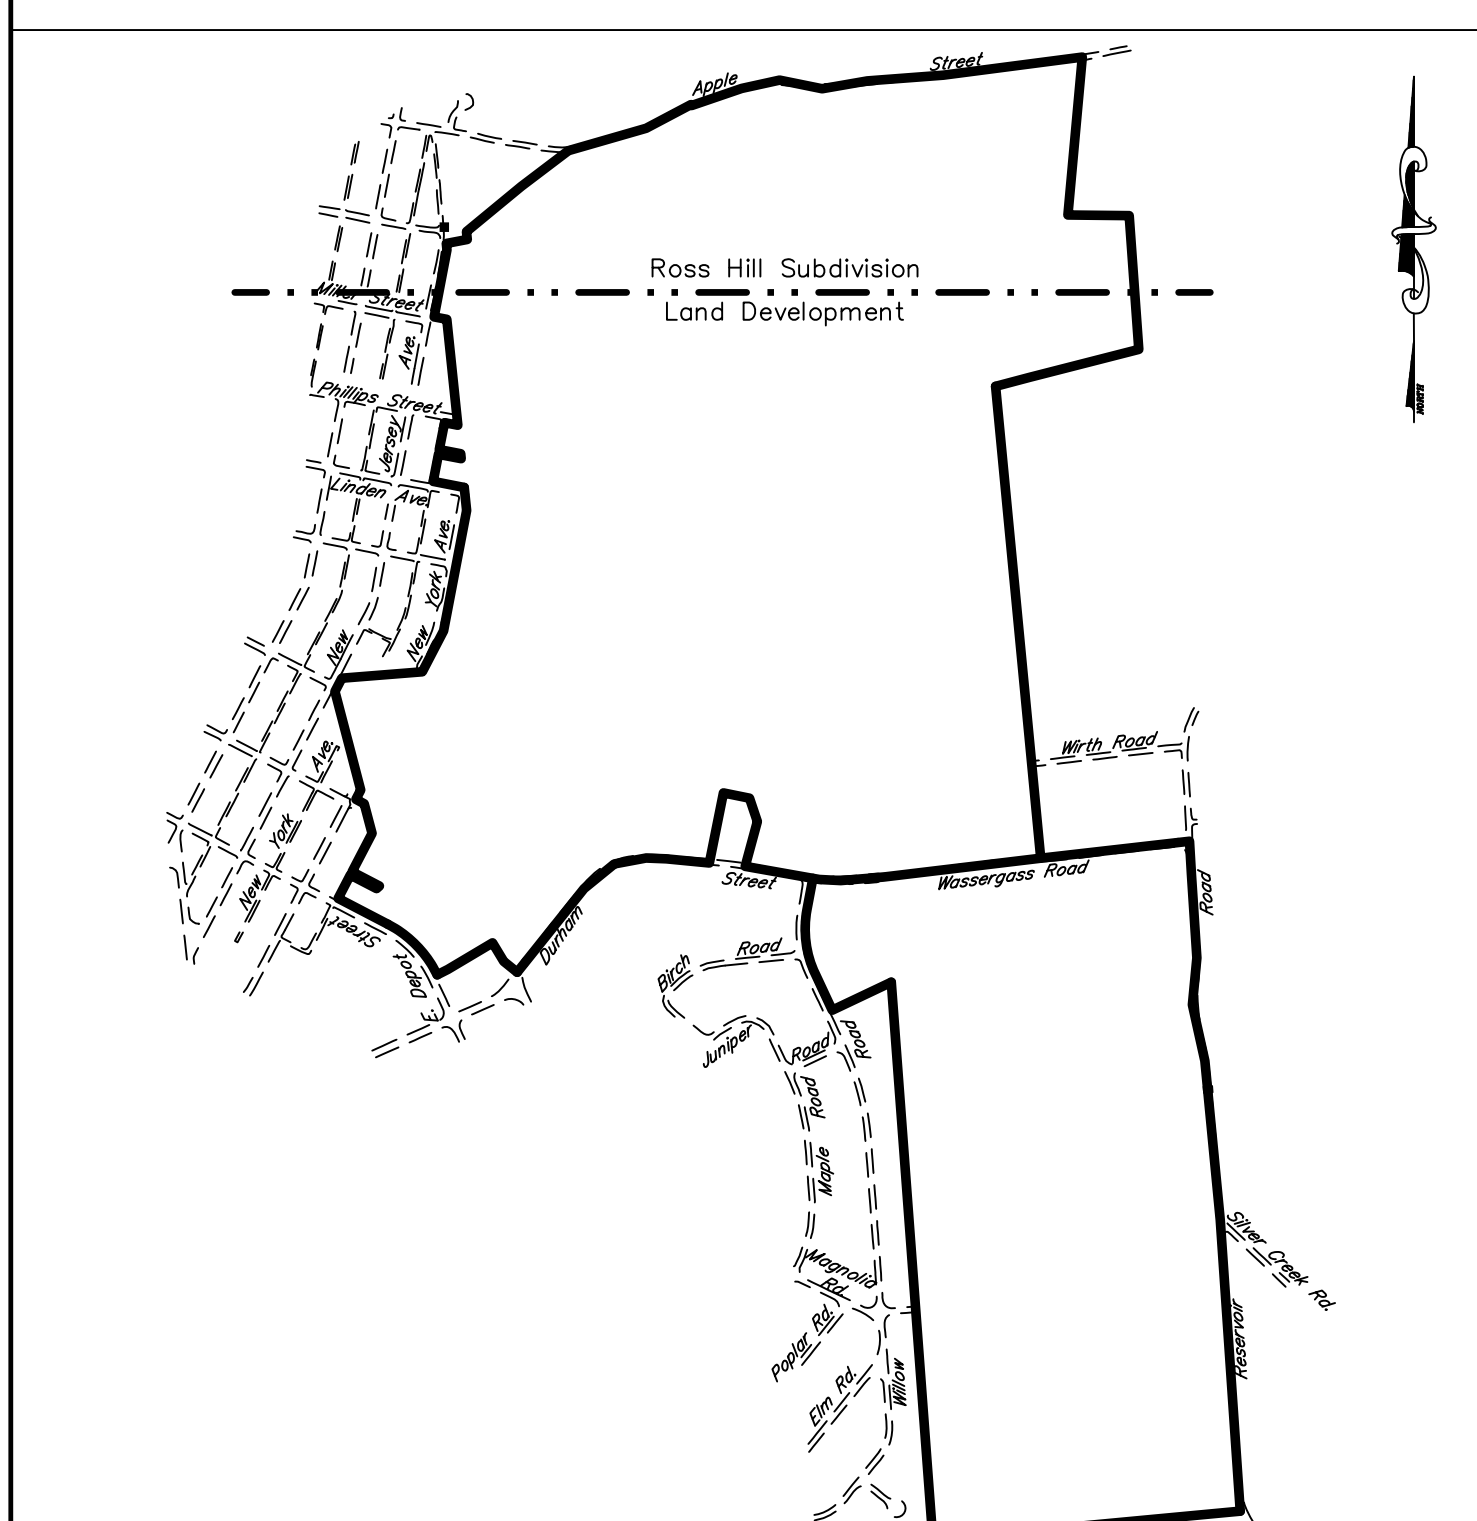 Apple Street
Ross Hill Subdivision
Land Development
Miller Street
Ave.
Phillips Street
Jersey
Linden Ave.
Ave.
York
New
New
Ave.
York
New
Street
E. Depot
Durham
Street
Wirth Road
Wassergass Road
Road
Birch Road
Juniper
Road
Road
Road
Maple
Magnolia
Rd.
Poplar Rd.
Elm Rd.
Willow
Silver Creek Rd.
Reservoir
NORTH